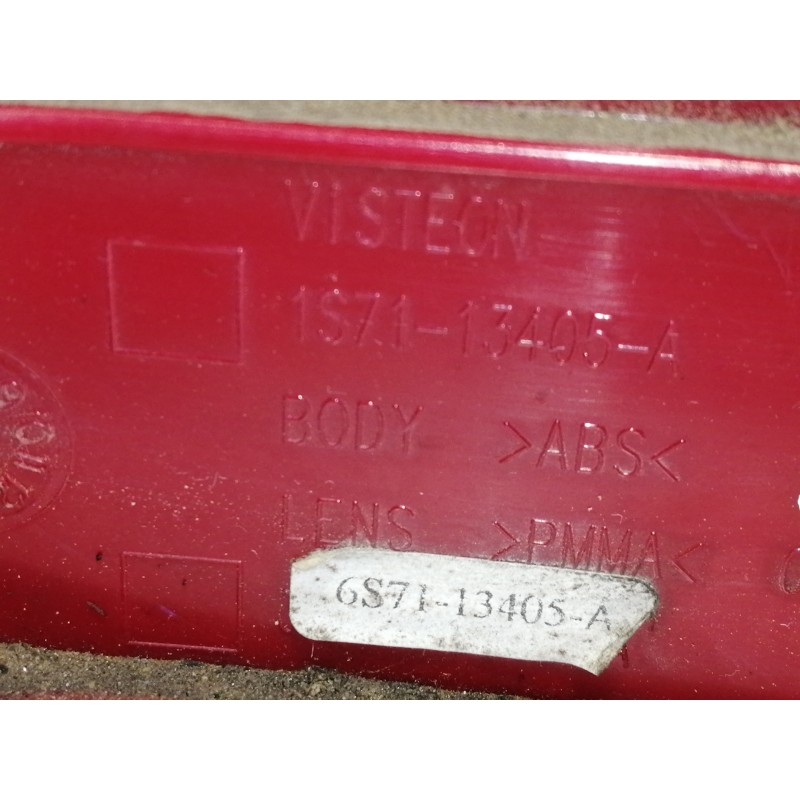 VISTEON
1S71-13405-A
BODY >ABS<
LENS >PMMA<
6S71-13405-A